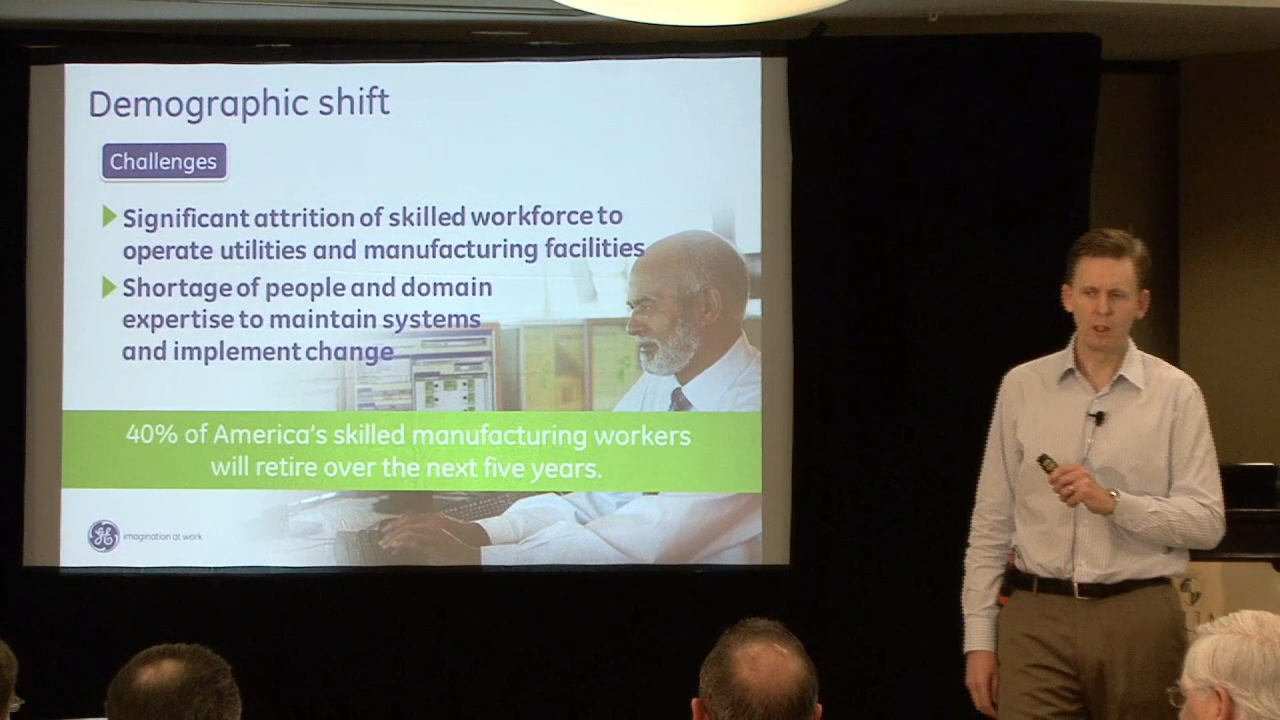 Demographic shift
Challenges
Significant attrition of skilled workforce to
operate utilities and manufacturing facilities
Shortage of people and domain
expertise to maintain systems
and implement change
40% of America's skilled manufacturing workers
will retire over the next five years.
GE imagination at work